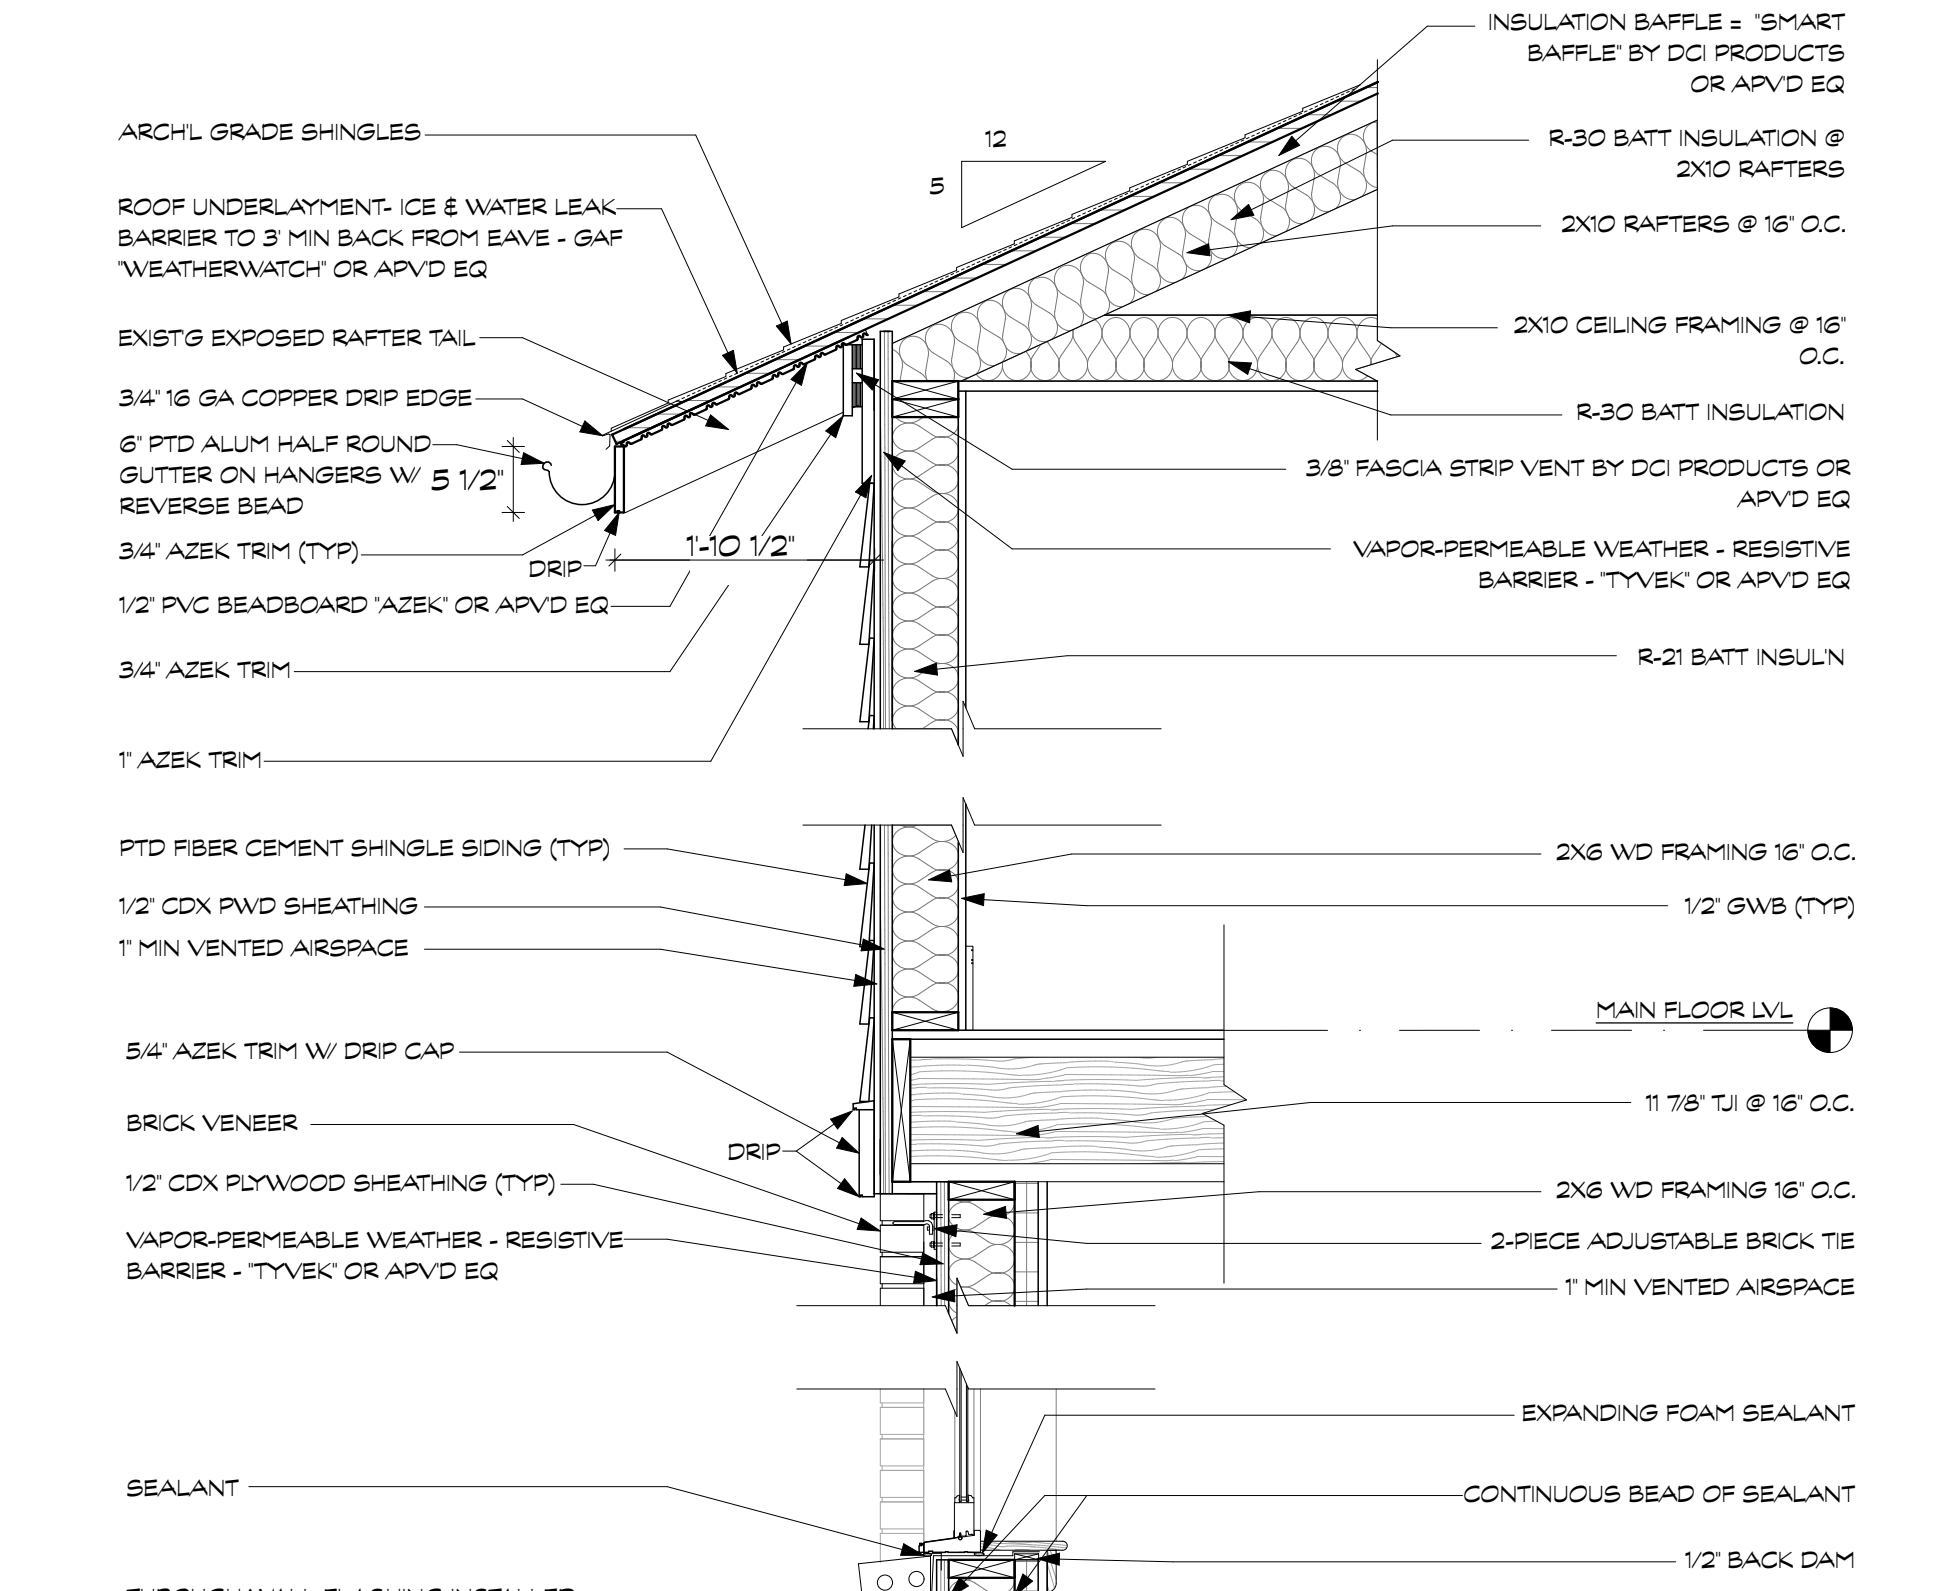 INSULATION BAFFLE = "SMART
BAFFLE" BY DCI PRODUCTS
OR APV'D EQ
ARCH'L GRADE SHINGLES
12
5
R-30 BATT INSULATION @
2X10 RAFTERS
ROOF UNDERLAYMENT- ICE & WATER LEAK
BARRIER TO 3' MIN BACK FROM EAVE - GAF
"WEATHERWATCH" OR APV'D EQ
2X10 RAFTERS @ 16" O.C.
EXIST'G EXPOSED RAFTER TAIL
2X10 CEILING FRAMING @ 16"
O.C.
3/4" 16 GA COPPER DRIP EDGE
R-30 BATT INSULATION
6" PTD ALUM HALF ROUND
GUTTER ON HANGERS W/
REVERSE BEAD
5 1/2"
3/8" FASCIA STRIP VENT BY DCI PRODUCTS OR
APV'D EQ
3/4" AZEK TRIM (TYP)
DRIP
1'-10 1/2"
VAPOR-PERMEABLE WEATHER - RESISTIVE
BARRIER - "TYVEK" OR APV'D EQ
1/2" PVC BEADBOARD "AZEK" OR APV'D EQ
3/4" AZEK TRIM
R-21 BATT INSUL'N
1" AZEK TRIM
PTD FIBER CEMENT SHINGLE SIDING (TYP)
2X6 WD FRAMING 16" O.C.
1/2" CDX PWD SHEATHING
1/2" GWB (TYP)
1" MIN VENTED AIRSPACE
MAIN FLOOR LVL
5/4" AZEK TRIM W/ DRIP CAP
11 7/8" TJI @ 16" O.C.
BRICK VENEER
DRIP
1/2" CDX PLYWOOD SHEATHING (TYP)
2X6 WD FRAMING 16" O.C.
VAPOR-PERMEABLE WEATHER - RESISTIVE
BARRIER - "TYVEK" OR APV'D EQ
2-PIECE ADJUSTABLE BRICK TIE
1" MIN VENTED AIRSPACE
EXPANDING FOAM SEALANT
SEALANT
CONTINUOUS BEAD OF SEALANT
1/2" BACK DAM